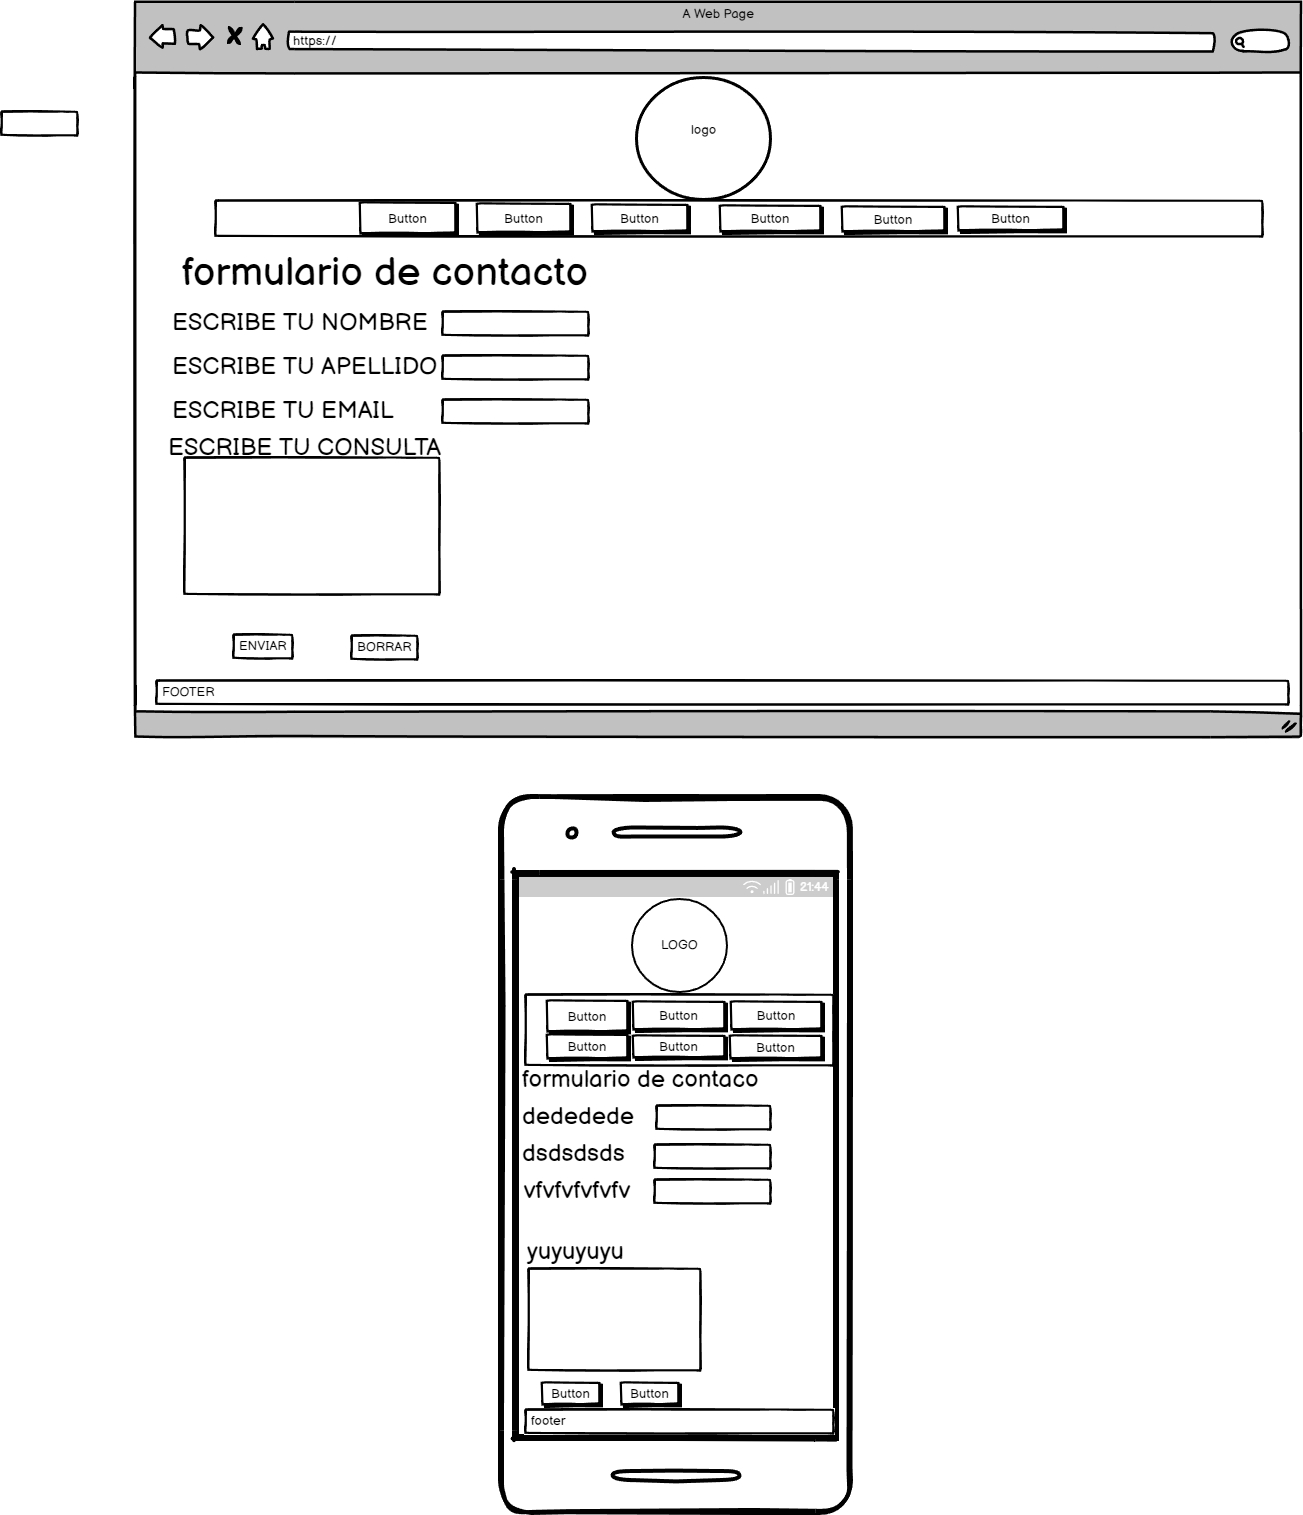 A Web Page
https://
logo
Button Button Button Button Button Button
formulario de contacto
ESCRIBE TU NOMBRE
ESCRIBE TU APELLIDO
ESCRIBE TU EMAIL
ESCRIBE TU CONSULTA
ENVIAR BORRAR
FOOTER
21:44
LOGO
Button Button Button
Button Button Button
formulario de contaco
dededede
dsdsdsds
vfvfvfvfvfv
yuyuyuyu
Button Button
footer